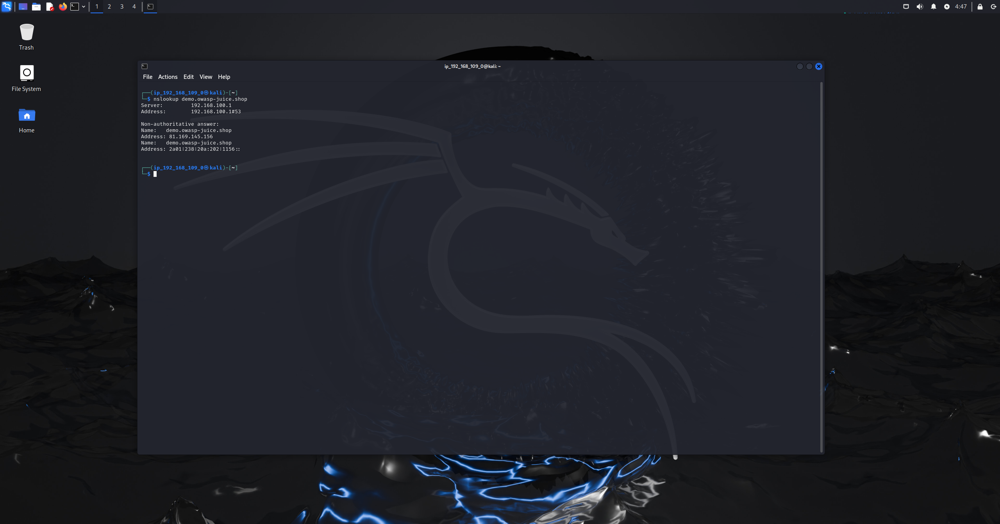 1 2 3 4
4:47
Trash
File System
Home
ip_192_168_109_0@kali: ~
File Actions Edit View Help
┌──(ip_192_168_109_0㉿kali)-[~]
└─$ nslookup demo.owasp-juice.shop
Server:         192.168.100.1
Address:        192.168.100.1#53
Non-authoritative answer:
Name:   demo.owasp-juice.shop
Address: 81.169.145.156
Name:   demo.owasp-juice.shop
Address: 2a01:238:20a:202:1156::
┌──(ip_192_168_109_0㉿kali)-[~]
└─$